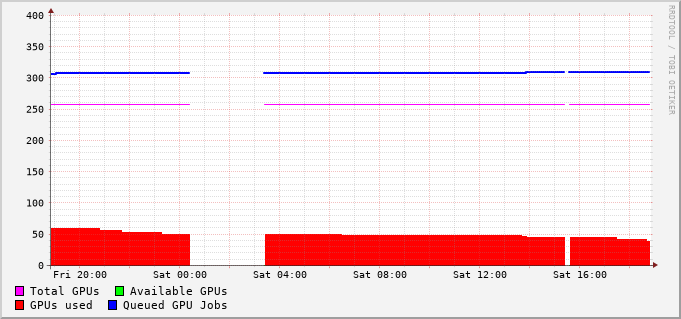 400
350
300
250
200
150
100
50
0
Fri 20:00 Sat 00:00 Sat 04:00 Sat 08:00 Sat 12:00 Sat 16:00
Total GPUs Available GPUs
GPUs used Queued GPU Jobs
RRDTOOL / TOBI OETIKER